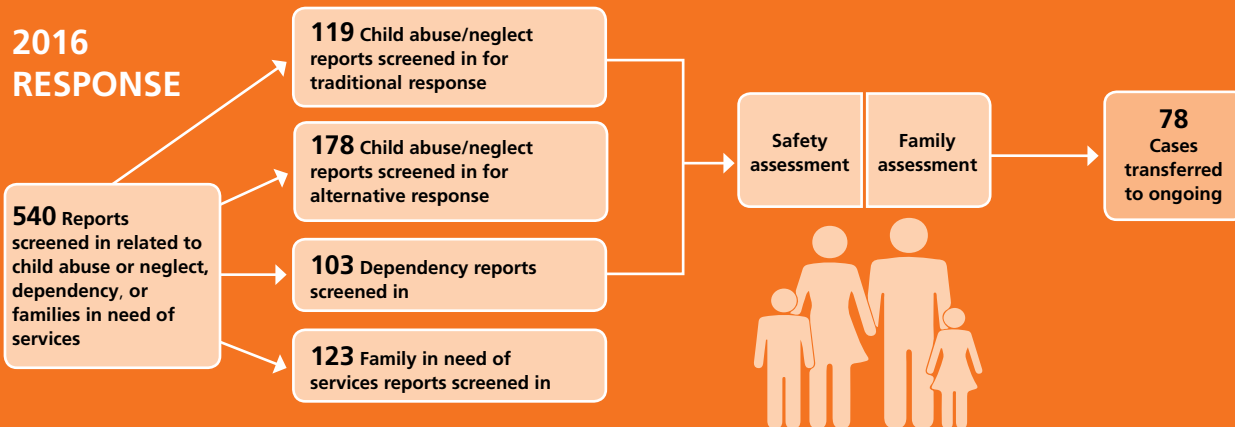 2016
RESPONSE
540 Reports
screened in related to
child abuse or neglect,
dependency, or
families in need of
services
119 Child abuse/neglect
reports screened in for
traditional response
178 Child abuse/neglect
reports screened in for
alternative response
103 Dependency reports
screened in
123 Family in need of
services reports screened in
Safety
assessment
Family
assessment
78
Cases
transferred
to ongoing